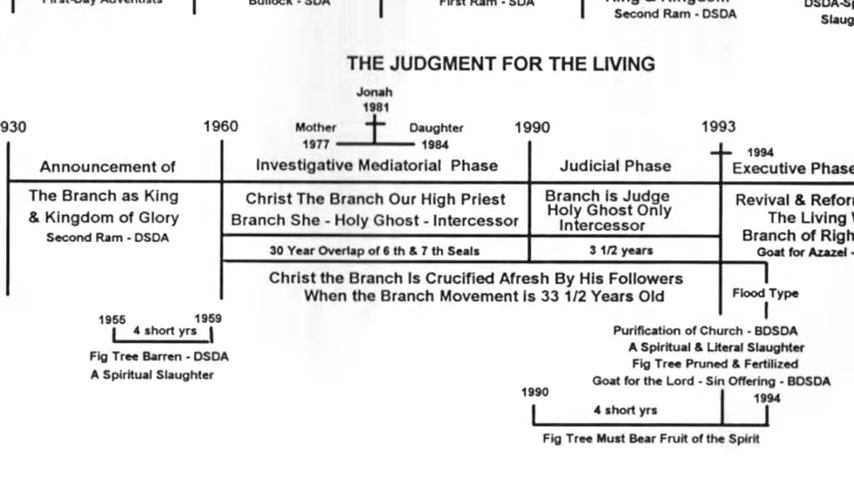 First-Day Adventists
Bullock - SDA
First Ram - SDA
King & Kingdom
Second Ram - DSDA
DSDA-Sp
Slaug
THE JUDGMENT FOR THE LIVING
Jonah
1981
930
1960
Mother
Daughter
1990
1993
1977
1984
1994
Announcement of
Investigative Mediatorial Phase
Judicial Phase
Executive Phase
The Branch as King
& Kingdom of Glory
Second Ram - DSDA
Christ The Branch Our High Priest
Branch She - Holy Ghost - Intercessor
Branch is Judge
Holy Ghost Only
Intercessor
Revival & Refor
The Living
Branch of Righ
Goat for Azazel -
30 Year Overlap of 6 th & 7 th Seals
3 1/2 years
Christ the Branch Is Crucified Afresh By His Followers
When the Branch Movement is 33 1/2 Years Old
Flood Type
1955
1959
4 short yrs
Fig Tree Barren - DSDA
A Spiritual Slaughter
Purification of Church - BDSDA
A Spiritual & Literal Slaughter
Fig Tree Pruned & Fertilized
Goat for the Lord - Sin Offering - BDSDA
1990
1994
4 short yrs
Fig Tree Must Bear Fruit of the Spirit